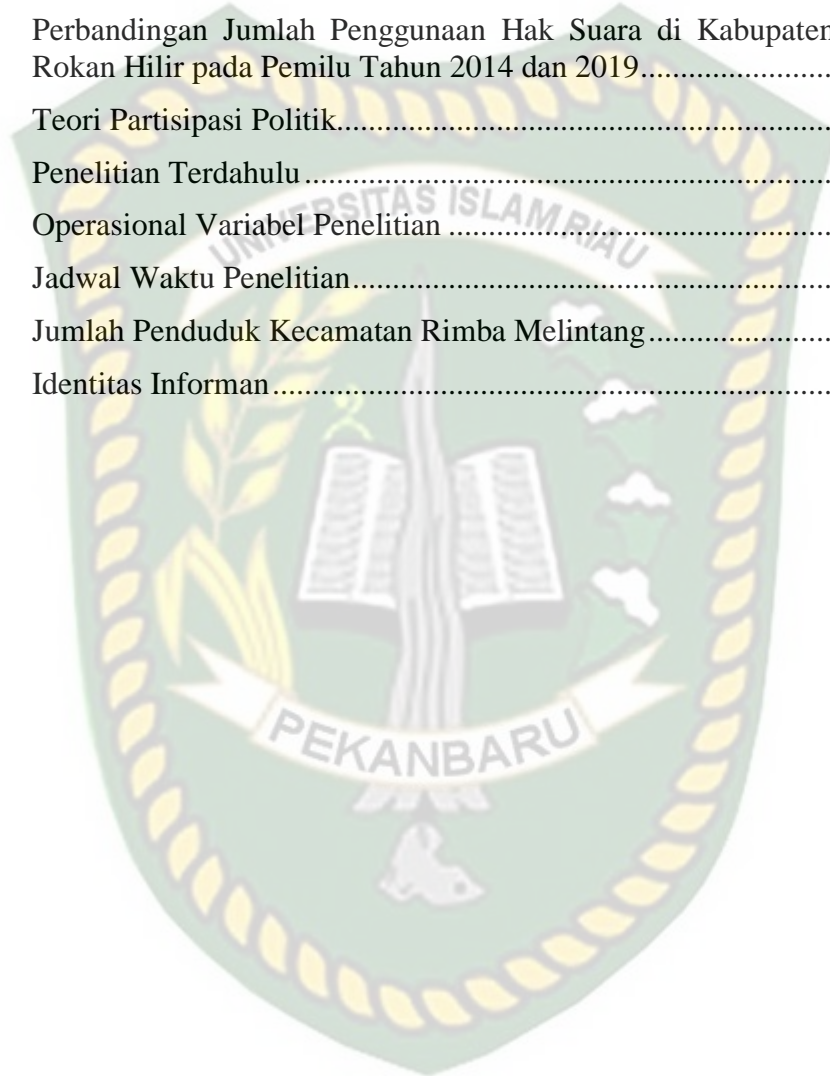 Perbandingan Jumlah Penggunaan Hak Suara di Kabupaten
Rokan Hilir pada Pemilu Tahun 2014 dan 2019........................
Teori Partisipasi Politik...............................................................
Penelitian Terdahulu...................................................................
Operasional Variabel Penelitian ................................................
Jadwal Waktu Penelitian.............................................................
Jumlah Penduduk Kecamatan Rimba Melintang.......................
Identitas Informan.......................................................................
UNIVERSITAS ISLAM RIAU
PEKANBARU